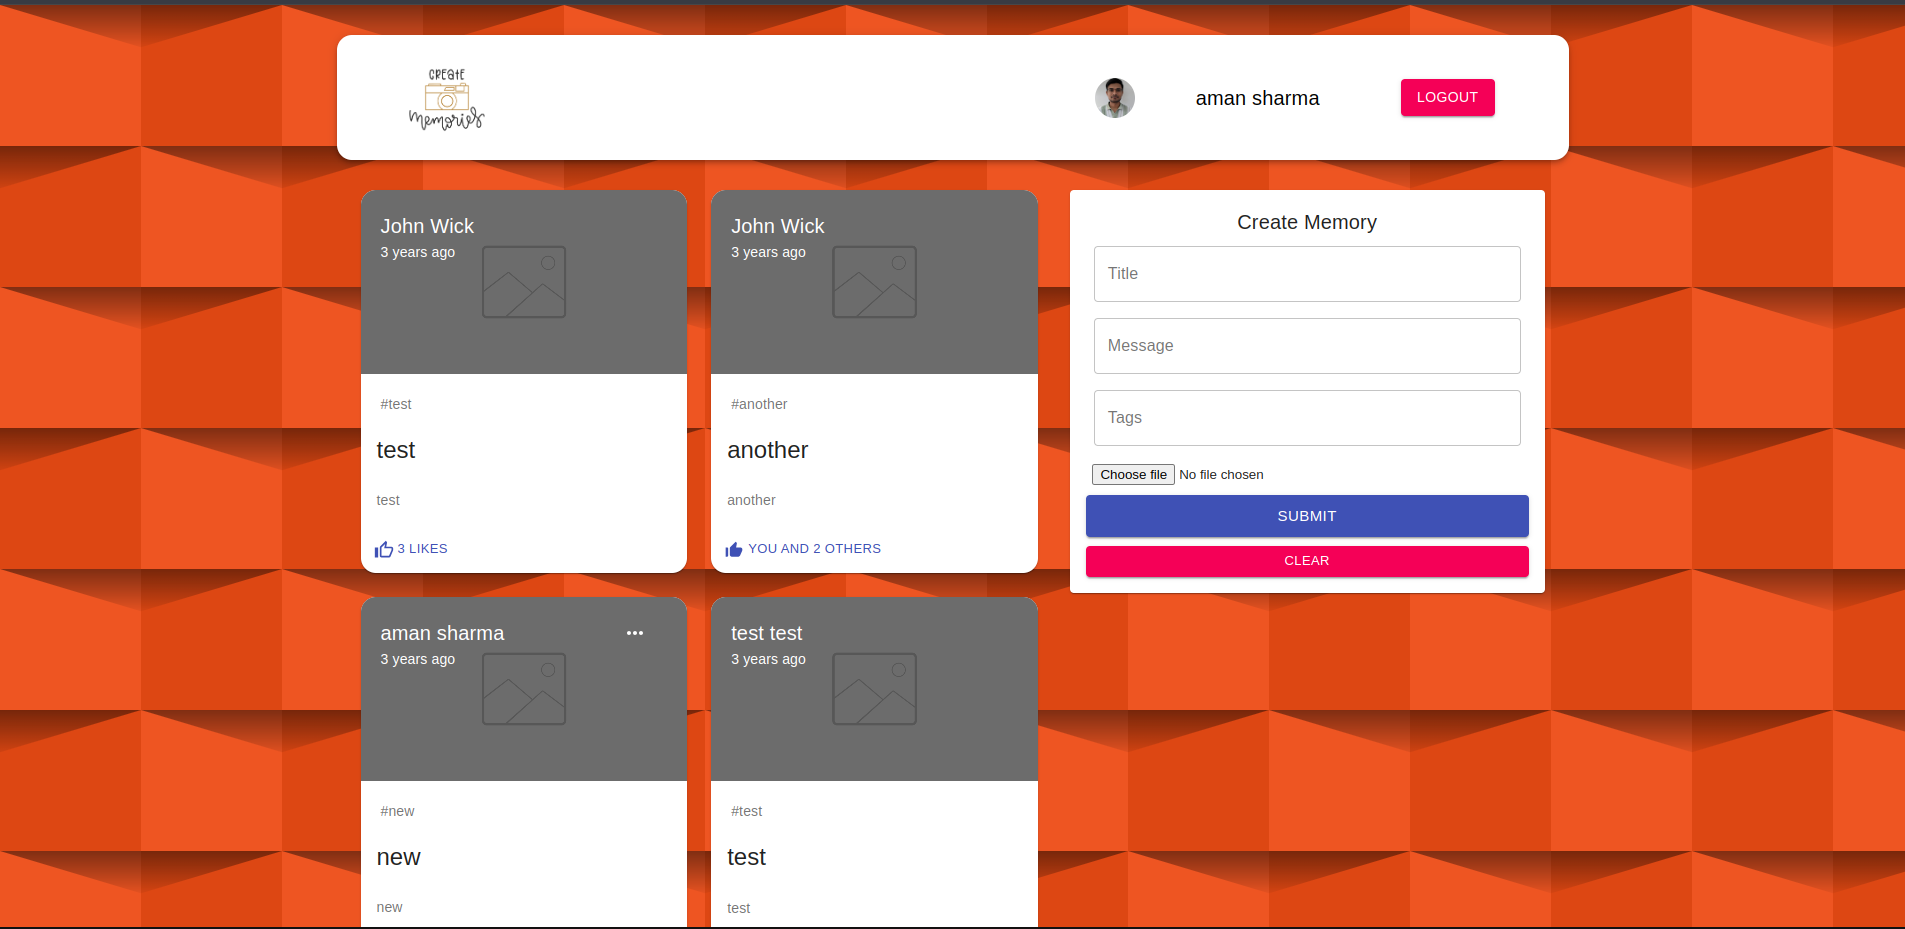 CREATE
memories
aman sharma
LOGOUT
John Wick
3 years ago
#test
test
test
3 LIKES
John Wick
3 years ago
#another
another
another
YOU AND 2 OTHERS
Create Memory
Title
Message
Tags
Choose file No file chosen
SUBMIT
CLEAR
aman sharma
3 years ago
#new
new
new
test test
3 years ago
#test
test
test